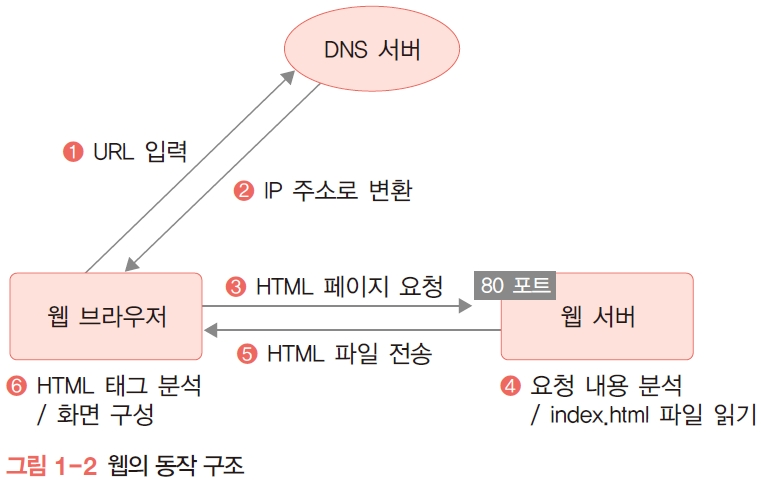 DNS 서버
❶ URL 입력
❷ IP 주소로 변환
❸ HTML 페이지 요청
80 포트
웹 브라우저
웹 서버
❺ HTML 파일 전송
❻ HTML 태그 분석
/ 화면 구성
❹ 요청 내용 분석
/ index.html 파일 읽기
그림 1-2 웹의 동작 구조